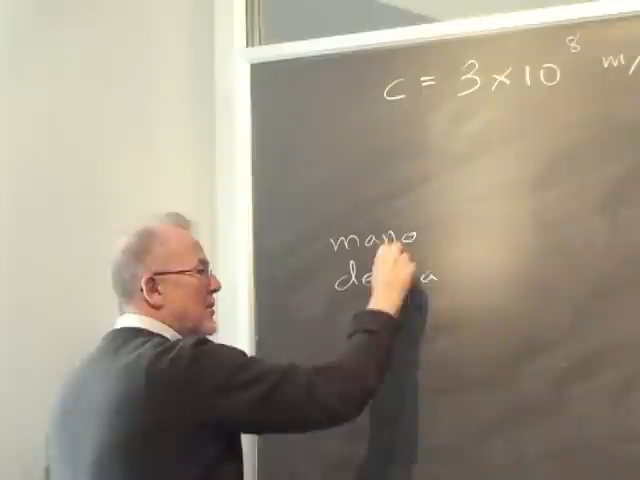 c = 3×10⁸ m/
mano